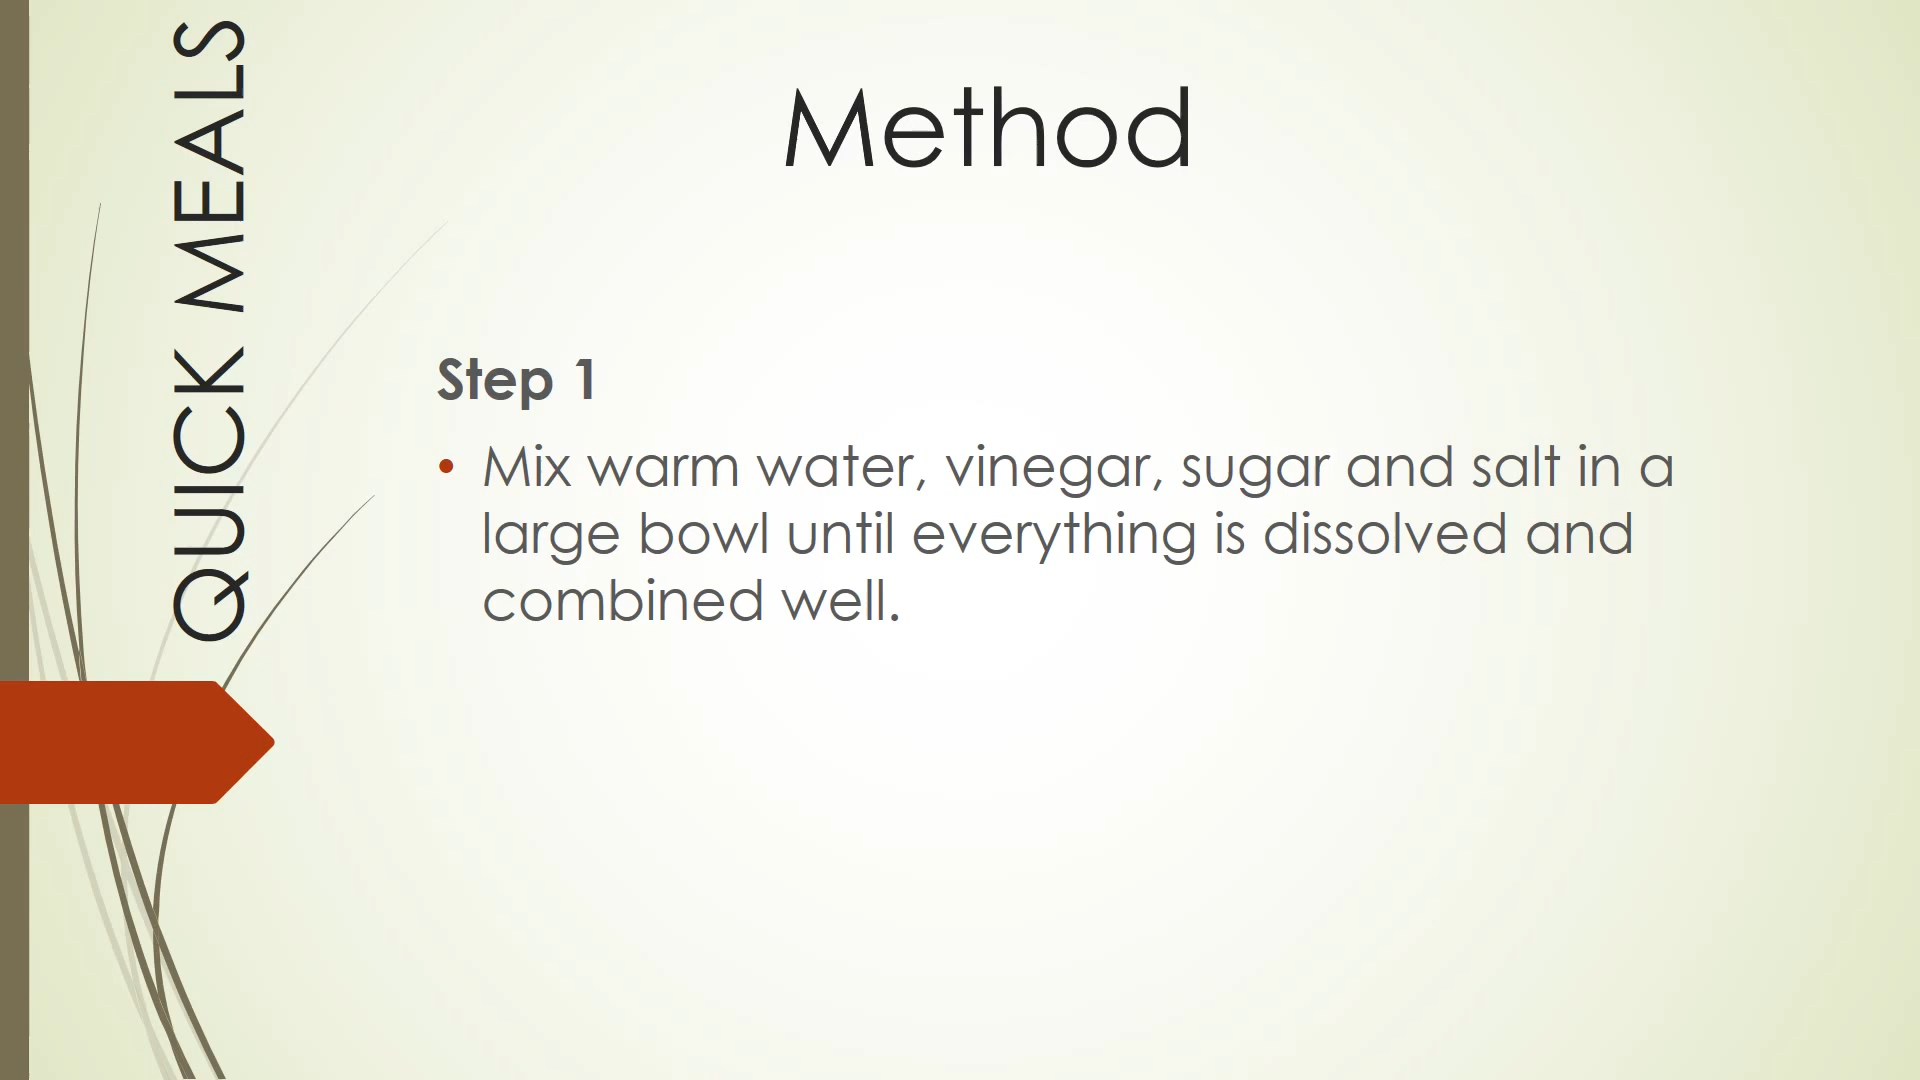 QUICK MEALS
Method
Step 1
• Mix warm water, vinegar, sugar and salt in a
large bowl until everything is dissolved and
combined well.